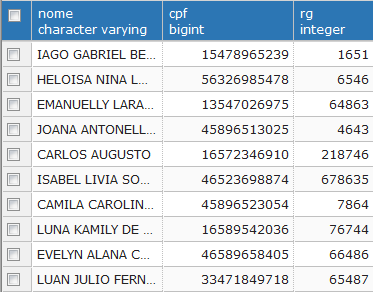 nome cpf rg
character varying bigint integer
IAGO GABRIEL BE... 15478965239 1651
HELOISA NINA L... 56326985478 6546
EMANUELLY LARA... 13547026975 64863
JOANA ANTONELL... 45896513025 4643
CARLOS AUGUSTO 16572346910 218746
ISABEL LIVIA SO... 46523698874 678635
CAMILA CAROLIN... 45896523054 7864
LUNA KAMILY DE ... 16589542036 76744
EVELYN ALANA C... 46589658405 66486
LUAN JULIO FERN... 33471849718 65487